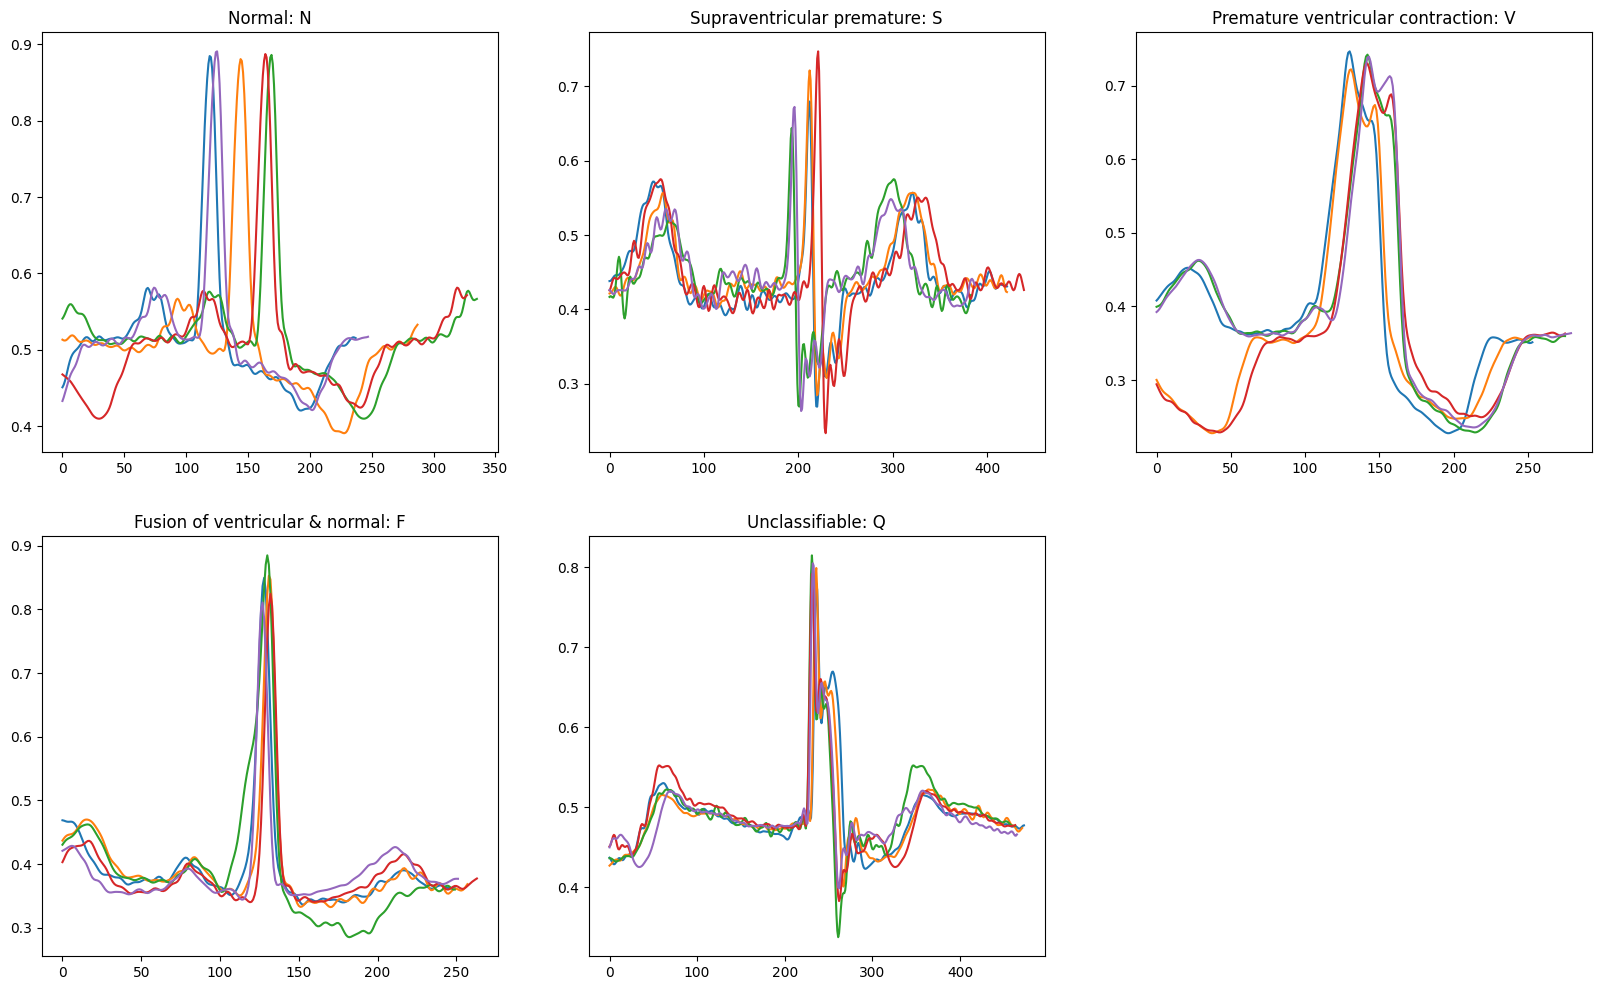 Normal: N
0.9
0.8
0.7
0.6
0.5
0.4
0 50 100 150 200 250 300 350
Supraventricular premature: S
0.7
0.6
0.5
0.4
0.3
0 100 200 300 400
Premature ventricular contraction: V
0.7
0.6
0.5
0.4
0.3
0 50 100 150 200 250
Fusion of ventricular & normal: F
0.9
0.8
0.7
0.6
0.5
0.4
0.3
0 50 100 150 200 250
Unclassifiable: Q
0.8
0.7
0.6
0.5
0.4
0 100 200 300 400